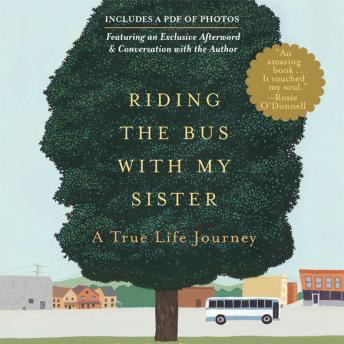 INCLUDES A PDF OF PHOTOS
Featuring an Exclusive Afterword
& Conversation with the Author
"An
amazing
book . . .
It touched
my soul."
—Rosie
O'Donnell
RIDING
THE BUS
WITH MY
SISTER
A True Life Journey